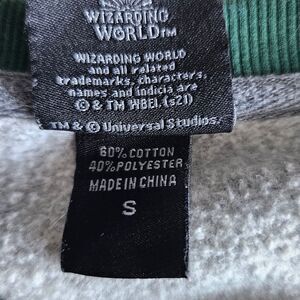 WIZARDING
WORLD™
WIZARDING WORLD
and all related
trademarks, characters,
names and indicia are
© & TM WBEI. (s21)
TM & © Universal Studios.
60% COTTON
40% POLYESTER
MADE IN CHINA
S